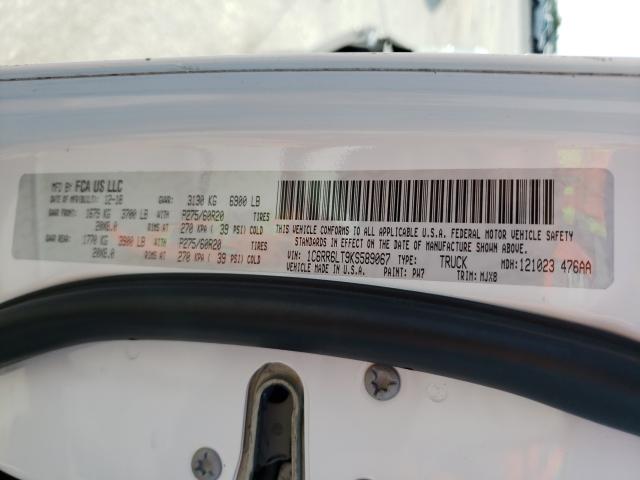 MFD BY FCA US LLC
DATE OF MFR(BUILT): 12-18 GVWR: 3130 KG 6900 LB
GAWR FRONT: 1675 KG 3700 LB P275/60R20 TIRES
20X8.0 RIMS AT 270 KPA ( 39 PSI) COLD
GAWR REAR: 1770 KG 3900 LB P275/60R20 TIRES
20X8.0 RIMS AT 270 KPA ( 39 PSI) COLD
THIS VEHICLE CONFORMS TO ALL APPLICABLE U.S.A. FEDERAL MOTOR VEHICLE SAFETY
STANDARDS IN EFFECT ON THE DATE OF MANUFACTURE SHOWN ABOVE.
VIN: 1C6RR6LT9KS589067 TYPE: TRUCK MDH: 121023 476AA
VEHICLE MADE IN U.S.A. PAINT: PW7 TRIM: MJX8